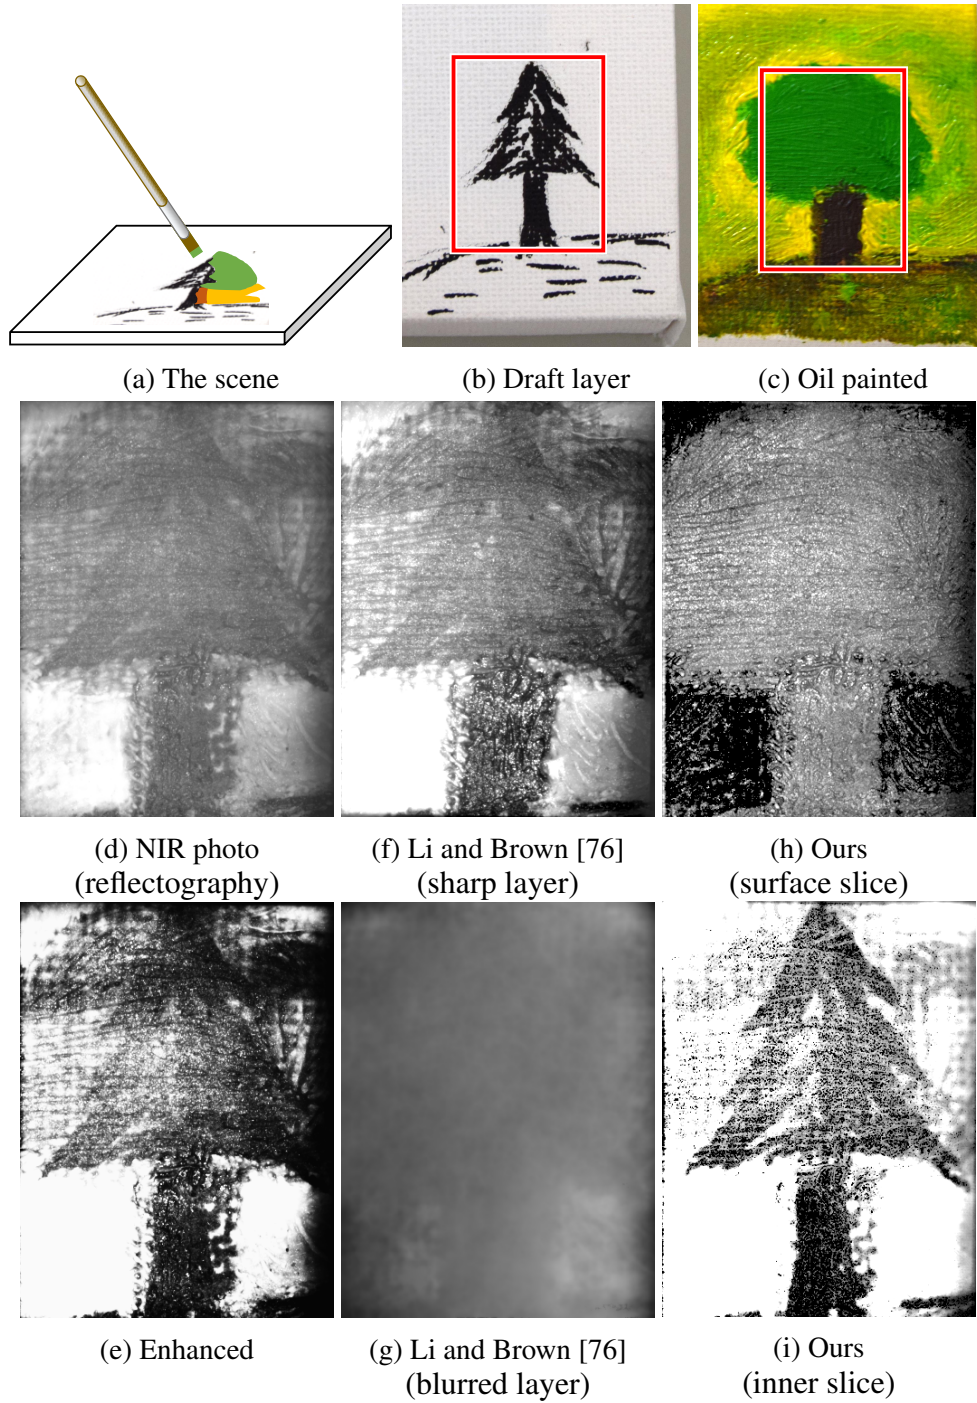 (a) The scene
(b) Draft layer
(c) Oil painted
(d) NIR photo
(reflectography)
(f) Li and Brown [76]
(sharp layer)
(h) Ours
(surface slice)
(e) Enhanced
(g) Li and Brown [76]
(blurred layer)
(i) Ours
(inner slice)